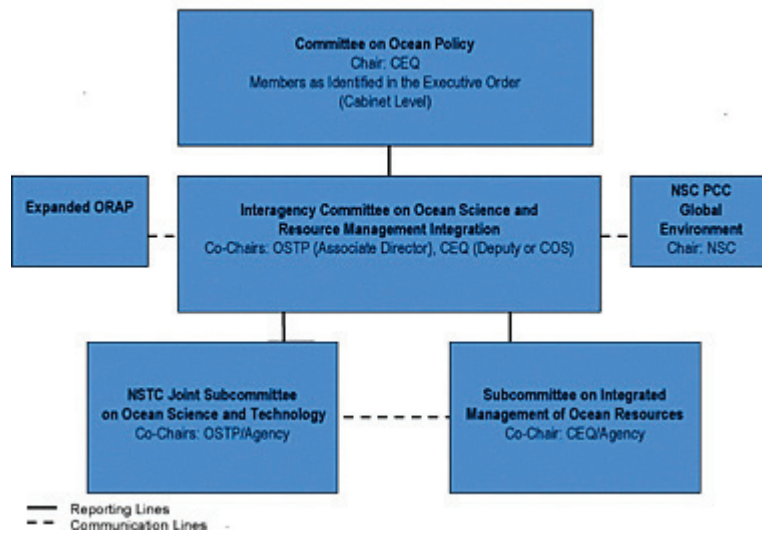 Committee on Ocean Policy
Chair: CEQ
Members as Identified in the Executive Order
(Cabinet Level)
Expanded ORAP
Interagency Committee on Ocean Science and
Resource Management Integration
Co-Chairs: OSTP (Associate Director), CEQ (Deputy or COS)
NSC PCC
Global
Environment
Chair: NSC
NSTC Joint Subcommittee
on Ocean Science and Technology
Co-Chairs: OSTP/Agency
Subcommittee on Integrated
Management of Ocean Resources
Co-Chair: CEQ/Agency
Reporting Lines
Communication Lines